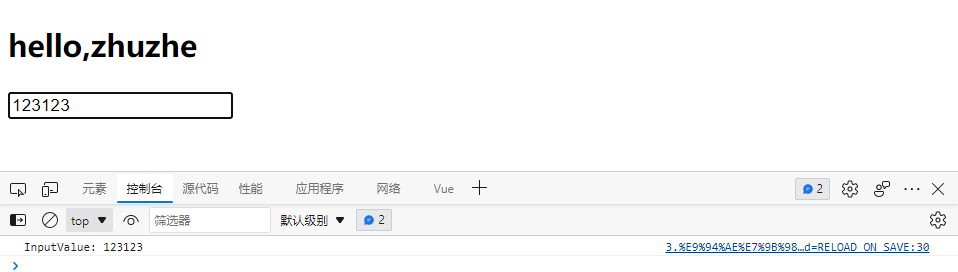 hello,zhuzhe
123123
元素 控制台 源代码 性能 应用程序 网络 Vue 2
top 筛选器 默认级别 2
InputValue: 123123 3.%E9%94%AE%E7%9B%98…d=RELOAD_ON_SAVE:30